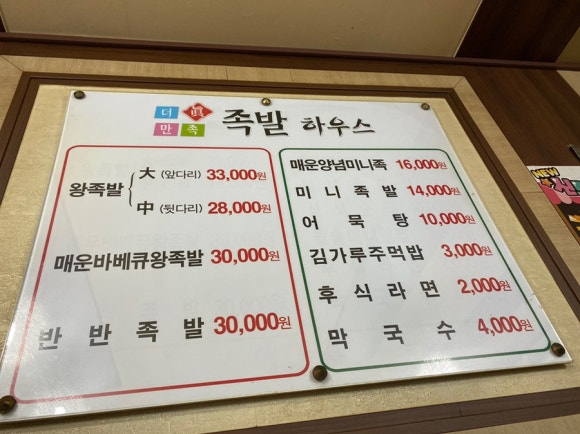 더 眞
만 족
족발 하우스
왕족발
大 (앞다리) 33,000원
中 (뒷다리) 28,000원
매운바베큐왕족발 30,000원
반반족발 30,000원
매운양념미니족 16,000원
미니족발 14,000원
어묵탕 10,000원
김가루주먹밥 3,000원
후식라면 2,000원
막국수 4,000원
NEW